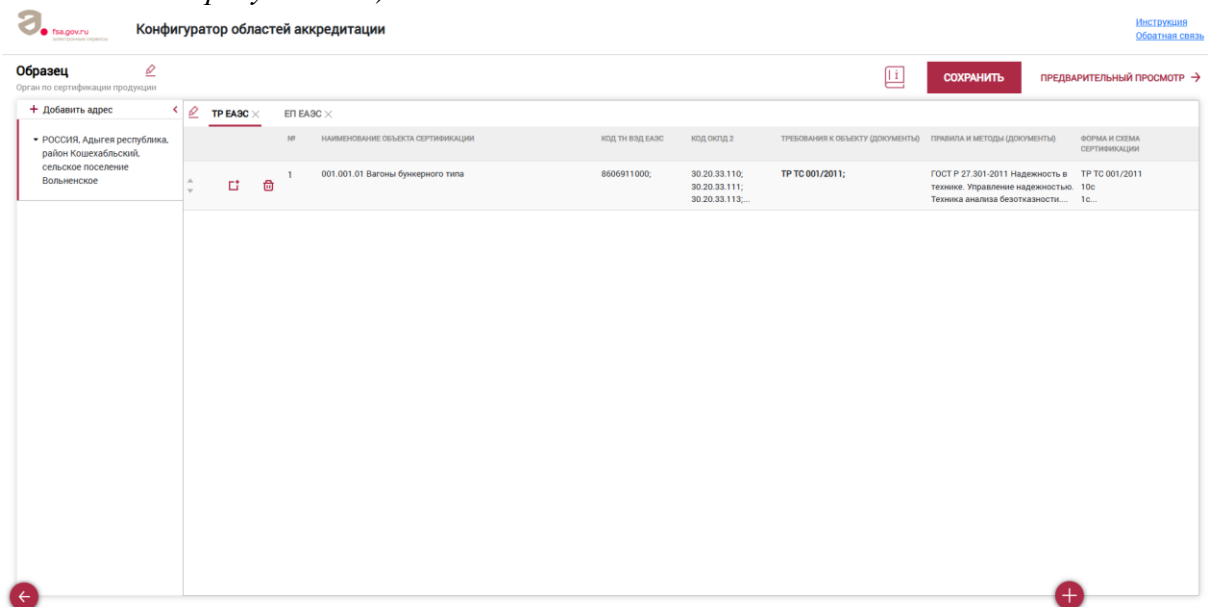 fsa.gov.ru
Конфигуратор областей аккредитации
Инструкция
Обратная связь
Образец
Орган по сертификации продукции
СОХРАНИТЬ
ПРЕДВАРИТЕЛЬНЫЙ ПРОСМОТР →
+ Добавить адрес
ТР ЕАЭС ×
ЕП ЕАЭС ×
РОССИЯ, Адыгея республика,
район Кошехабльский,
сельское поселение
Вольненское
№ НАИМЕНОВАНИЕ ОБЪЕКТА СЕРТИФИКАЦИИ КОД ТН ВЭД ЕАЭС КОД ОКПД 2 ТРЕБОВАНИЯ К ОБЪЕКТУ (ДОКУМЕНТЫ) ПРАВИЛА И МЕТОДЫ (ДОКУМЕНТЫ) ФОРМА И СХЕМА
СЕРТИФИКАЦИИ
1 001.001.01 Вагоны бункерного типа 8606911000; 30.20.33.110; ТР ТС 001/2011; ГОСТ Р 27.301-2011 Надежность в ТР ТС 001/2011
30.20.33.111; технике. Управление надежностью. 10с
30.20.33.113;... Техника анализа безотказности.... 1с...